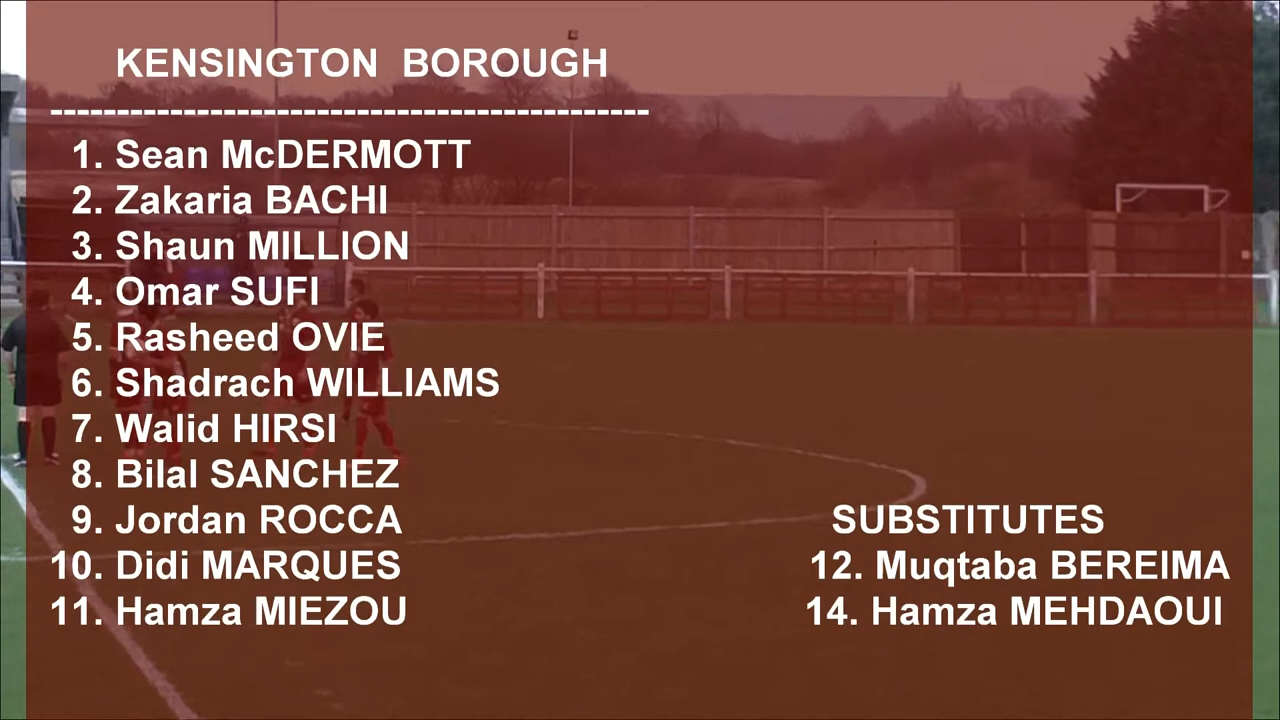 KENSINGTON BOROUGH
---------------------------------------------
1. Sean McDERMOTT
2. Zakaria BACHI
3. Shaun MILLION
4. Omar SUFI
5. Rasheed OVIE
6. Shadrach WILLIAMS
7. Walid HIRSI
8. Bilal SANCHEZ
9. Jordan ROCCA
10. Didi MARQUES
11. Hamza MIEZOU
SUBSTITUTES
12. Muqtaba BEREIMA
14. Hamza MEHDAOUI